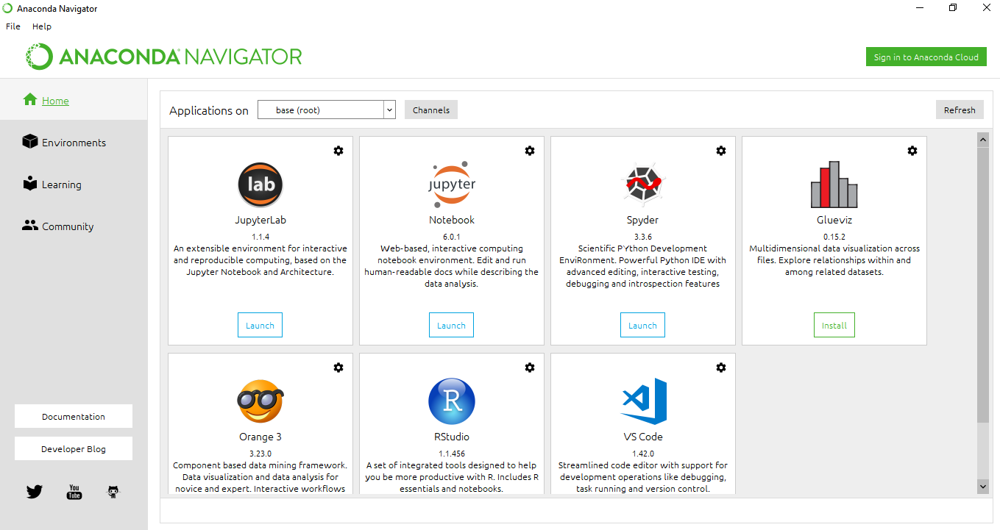 Anaconda Navigator
File Help
ANACONDA NAVIGATOR
Sign in to Anaconda Cloud
Home
Environments
Learning
Community
Documentation
Developer Blog
You
Tube
Applications on base (root) Channels Refresh
lab
JupyterLab
1.1.4
An extensible environment for interactive
and reproducible computing, based on the
Jupyter Notebook and Architecture.
Launch
jupyter
Notebook
6.0.1
Web-based, interactive computing
notebook environment. Edit and run
human-readable docs while describing the
data analysis.
Launch
Spyder
3.3.6
Scientific PYthon Development
EnviRonment. Powerful Python IDE with
advanced editing, interactive testing,
debugging and introspection features
Launch
Glueviz
0.15.2
Multidimensional data visualization across
files. Explore relationships within and
among related datasets.
Install
Orange 3
3.23.0
Component based data mining framework.
Data visualization and data analysis for
novice and expert. Interactive workflows
R
RStudio
1.1.456
A set of integrated tools designed to help
you be more productive with R. Includes R
essentials and notebooks.
VS Code
1.42.0
Streamlined code editor with support for
development operations like debugging,
task running and version control.